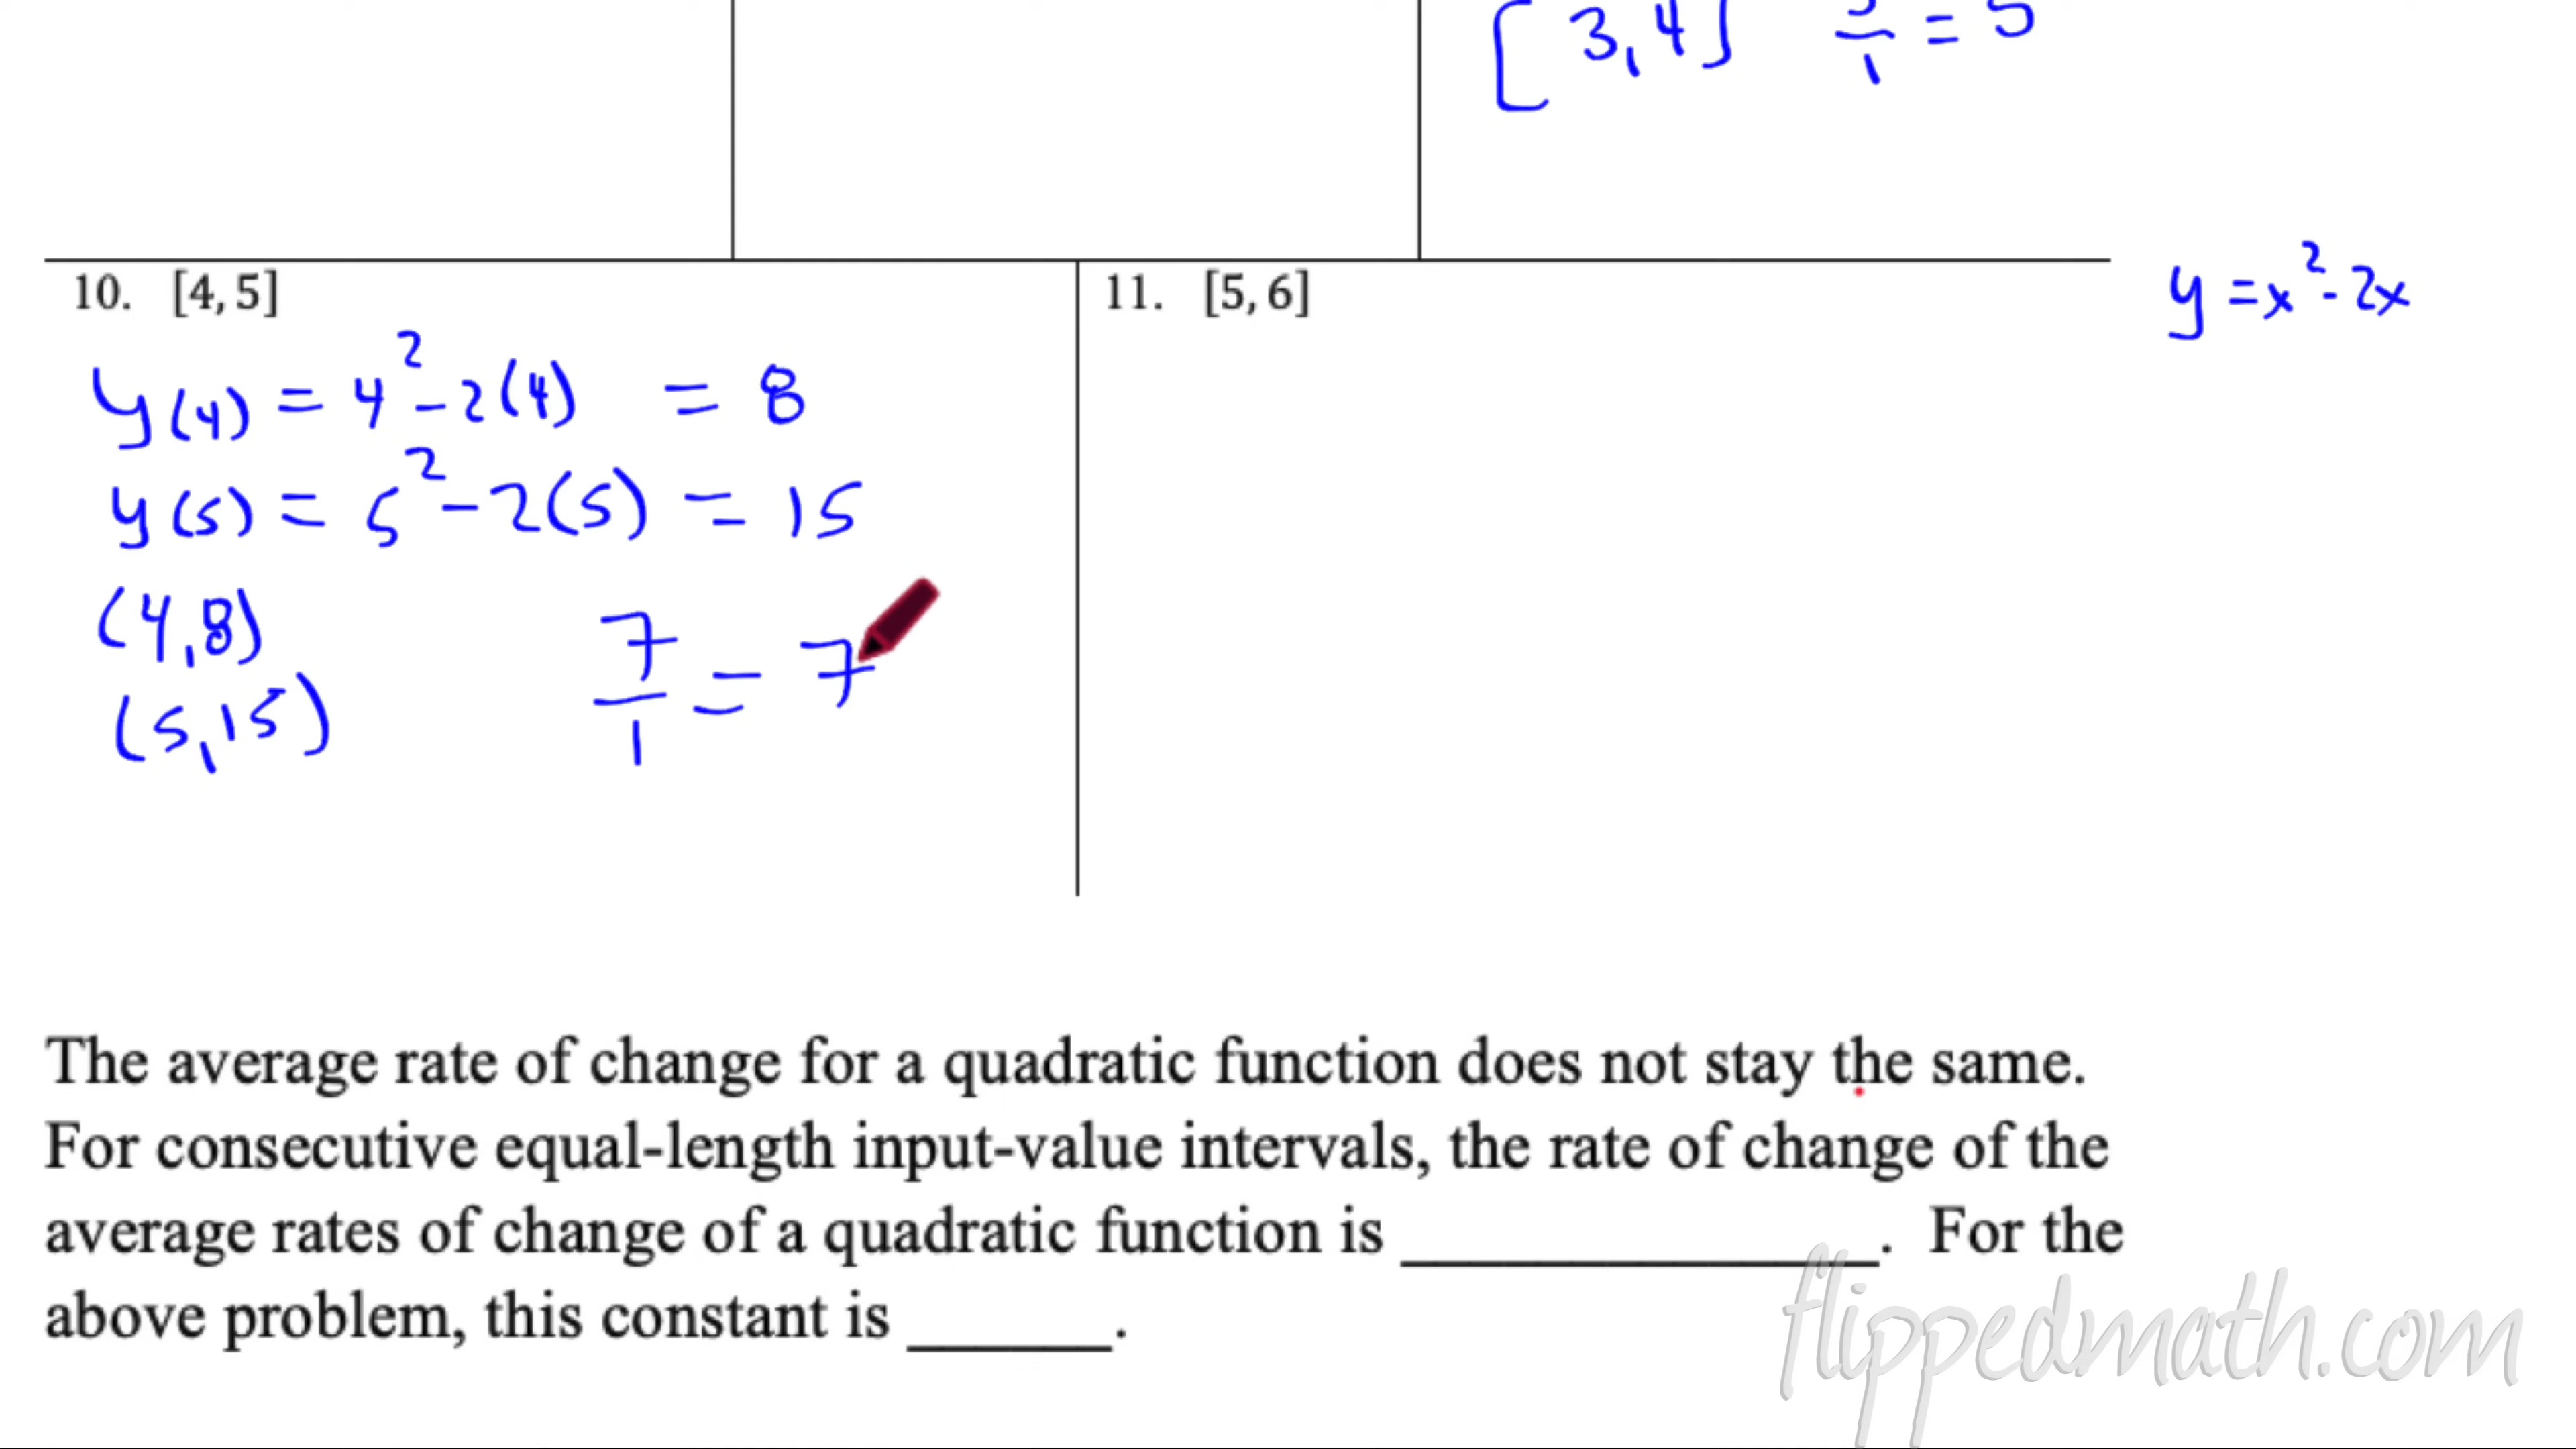 [3,4] 5/1 = 5
y = x² - 2x
10. [4, 5]
y(4) = 4² - 2(4) = 8
y(5) = 5² - 2(5) = 15
(4,8)
(5,15)
7/1 = 7
11. [5, 6]
The average rate of change for a quadratic function does not stay the same.
For consecutive equal-length input-value intervals, the rate of change of the
average rates of change of a quadratic function is ______________. For the
above problem, this constant is ______.
flippedmath.com